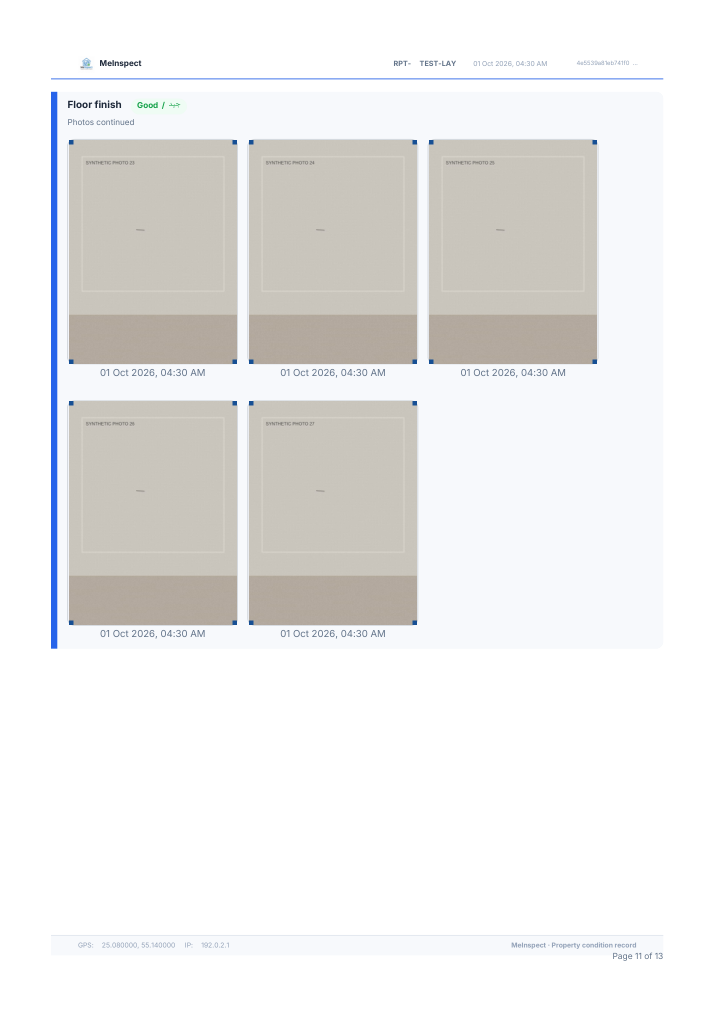 MeInspect
RPT- TEST-LAY 01 Oct 2026, 04:30 AM
Floor finish Good /
Photos continued
SYNTHETIC PHOTO 23
SYNTHETIC PHOTO 24
SYNTHETIC PHOTO 25
01 Oct 2026, 04:30 AM
01 Oct 2026, 04:30 AM
01 Oct 2026, 04:30 AM
SYNTHETIC PHOTO 26
SYNTHETIC PHOTO 27
01 Oct 2026, 04:30 AM
01 Oct 2026, 04:30 AM
GPS: 25.080000, 55.140000 IP: 192.0.2.1
MeInspect · Property condition record
Page 11 of 13